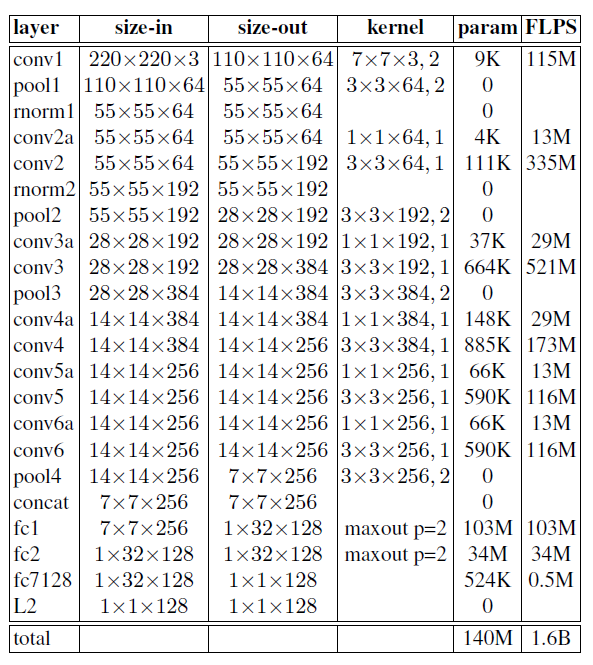 layer size-in size-out kernel param FLPS
conv1 220×220×3 110×110×64 7×7×3, 2 9K 115M
pool1 110×110×64 55×55×64 3×3×64, 2 0
rnorm1 55×55×64 55×55×64 0
conv2a 55×55×64 55×55×64 1×1×64, 1 4K 13M
conv2 55×55×64 55×55×192 3×3×64, 1 111K 335M
rnorm2 55×55×192 55×55×192 0
pool2 55×55×192 28×28×192 3×3×192, 2 0
conv3a 28×28×192 28×28×192 1×1×192, 1 37K 29M
conv3 28×28×192 28×28×384 3×3×192, 1 664K 521M
pool3 28×28×384 14×14×384 3×3×384, 2 0
conv4a 14×14×384 14×14×384 1×1×384, 1 148K 29M
conv4 14×14×384 14×14×256 3×3×384, 1 885K 173M
conv5a 14×14×256 14×14×256 1×1×256, 1 66K 13M
conv5 14×14×256 14×14×256 3×3×256, 1 590K 116M
conv6a 14×14×256 14×14×256 1×1×256, 1 66K 13M
conv6 14×14×256 14×14×256 3×3×256, 1 590K 116M
pool4 14×14×256 7×7×256 3×3×256, 2 0
concat 7×7×256 7×7×256 0
fc1 7×7×256 1×32×128 maxout p=2 103M 103M
fc2 1×32×128 1×32×128 maxout p=2 34M 34M
fc7128 1×32×128 1×1×128 524K 0.5M
L2 1×1×128 1×1×128 0
total 140M 1.6B